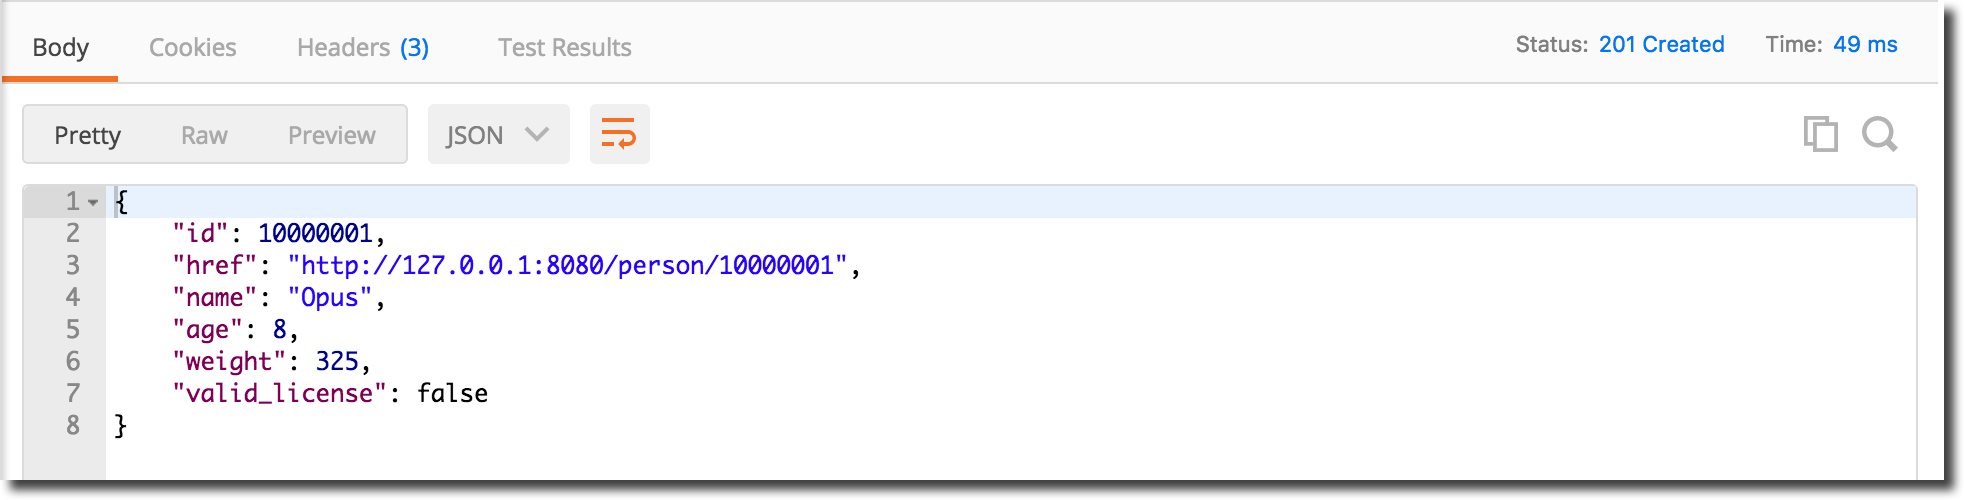 Body Cookies Headers (3) Test Results Status: 201 Created Time: 49 ms
Pretty Raw Preview JSON
1 {
2 "id": 10000001,
3 "href": "http://127.0.0.1:8080/person/10000001",
4 "name": "Opus",
5 "age": 8,
6 "weight": 325,
7 "valid_license": false
8 }